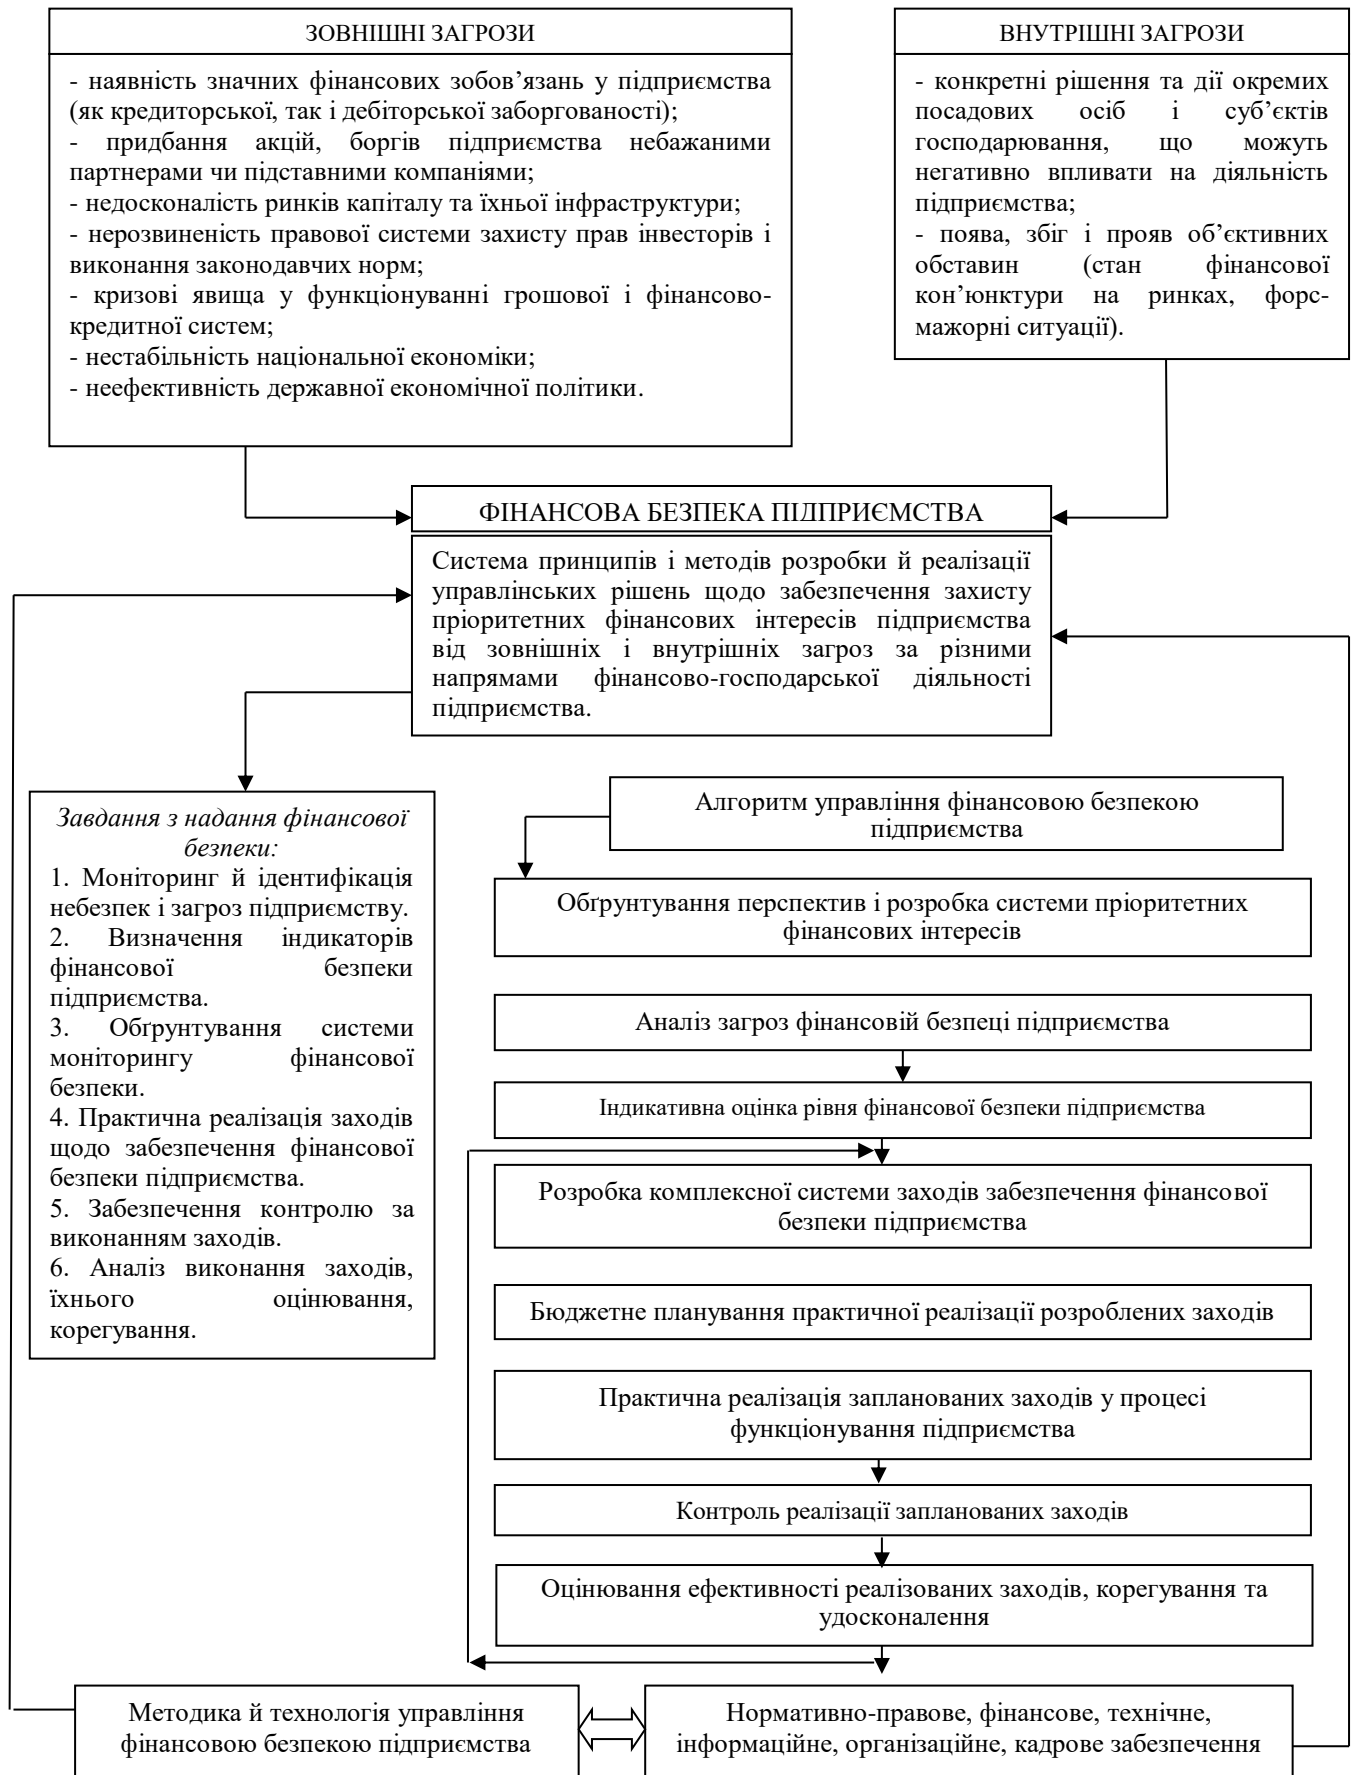 ЗОВНІШНІ ЗАГРОЗИ
- наявність значних фінансових зобов’язань у підприємства
(як кредиторської, так і дебіторської заборгованості);
- придбання акцій, боргів підприємства небажаними
партнерами чи підставними компаніями;
- недосконалість ринків капіталу та їхньої інфраструктури;
- нерозвиненість правової системи захисту прав інвесторів і
виконання законодавчих норм;
- кризові явища у функціонуванні грошової і фінансово-
кредитної систем;
- нестабільність національної економіки;
- неефективність державної економічної політики.
ВНУТРІШНІ ЗАГРОЗИ
- конкретні рішення та дії окремих
посадових осіб і суб’єктів
господарювання, що можуть
негативно впливати на діяльність
підприємства;
- поява, збіг і прояв об’єктивних
обставин (стан фінансової
кон’юнктури на ринках, форс-
мажорні ситуації).
ФІНАНСОВА БЕЗПЕКА ПІДПРИЄМСТВА
Система принципів і методів розробки й реалізації
управлінських рішень щодо забезпечення захисту
пріоритетних фінансових інтересів підприємства
від зовнішніх і внутрішніх загроз за різними
напрямами фінансово-господарської діяльності
підприємства.
Завдання з надання фінансової
безпеки:
1. Моніторинг й ідентифікація
небезпек і загроз підприємству.
2. Визначення індикаторів
фінансової безпеки
підприємства.
3. Обґрунтування системи
моніторингу фінансової
безпеки.
4. Практична реалізація заходів
щодо забезпечення фінансової
безпеки підприємства.
5. Забезпечення контролю за
виконанням заходів.
6. Аналіз виконання заходів,
їхнього оцінювання,
корегування.
Алгоритм управління фінансовою безпекою
підприємства
Обґрунтування перспектив і розробка системи пріоритетних
фінансових інтересів
Аналіз загроз фінансовій безпеці підприємства
Індикативна оцінка рівня фінансової безпеки підприємства
Розробка комплексної системи заходів забезпечення фінансової
безпеки підприємства
Бюджетне планування практичної реалізації розроблених заходів
Практична реалізація запланованих заходів у процесі
функціонування підприємства
Контроль реалізації запланованих заходів
Оцінювання ефективності реалізованих заходів, корегування та
удосконалення
Методика й технологія управління
фінансовою безпекою підприємства
Нормативно-правове, фінансове, технічне,
інформаційне, організаційне, кадрове забезпечення